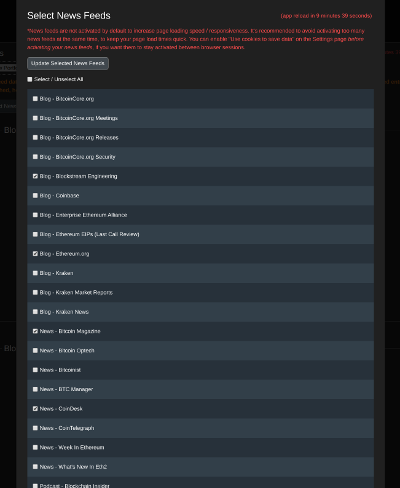 Select News Feeds
(app reload in 9 minutes 39 seconds)
*News feeds are not activated by default to increase page loading speed / responsiveness. It's recommended to avoid activating too many
news feeds at the same time, to keep your page load times quick. You can enable "Use cookies to save data" on the Settings page before
activating your news feeds, if you want them to stay activated between browser sessions.
Update Selected News Feeds
Select / Unselect All
Blog - BitcoinCore.org
Blog - BitcoinCore.org Meetings
Blog - BitcoinCore.org Releases
Blog - BitcoinCore.org Security
Blog - Blockstream Engineering
Blog - Coinbase
Blog - Enterprise Ethereum Alliance
Blog - Ethereum EIPs (Last Call Review)
Blog - Ethereum.org
Blog - Kraken
Blog - Kraken Market Reports
Blog - Kraken News
News - Bitcoin Magazine
News - Bitcoin Optech
News - Bitcoinist
News - BTC Manager
News - CoinDesk
News - CoinTelegraph
News - Week In Ethereum
News - What's New In Eth2
Podcast - Blockchain Insider